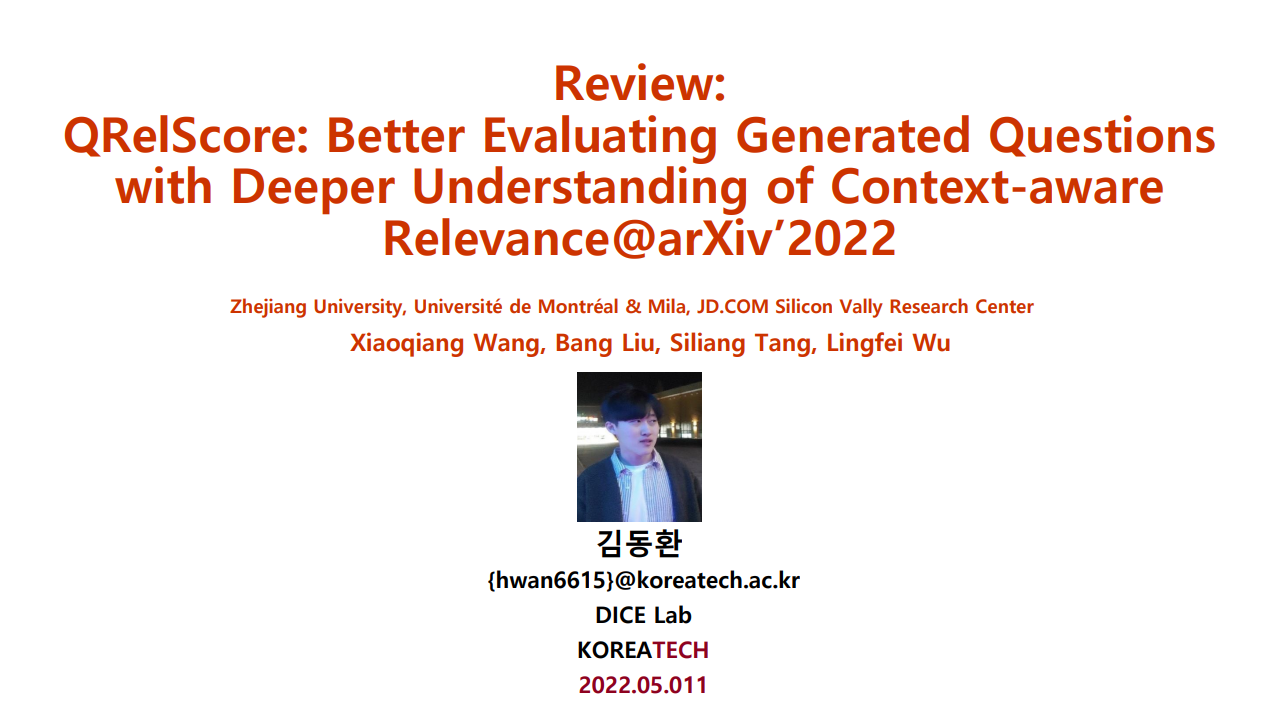 Review:
QRelScore: Better Evaluating Generated Questions
with Deeper Understanding of Context-aware
Relevance@arXiv’2022
Zhejiang University, Université de Montréal & Mila, JD.COM Silicon Vally Research Center
Xiaoqiang Wang, Bang Liu, Siliang Tang, Lingfei Wu
김동환
{hwan6615}@koreatech.ac.kr
DICE Lab
KOREATECH
2022.05.011